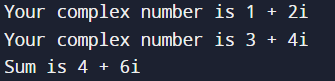 Your complex number is 1 + 2i
Your complex number is 3 + 4i
Sum is 4 + 6i